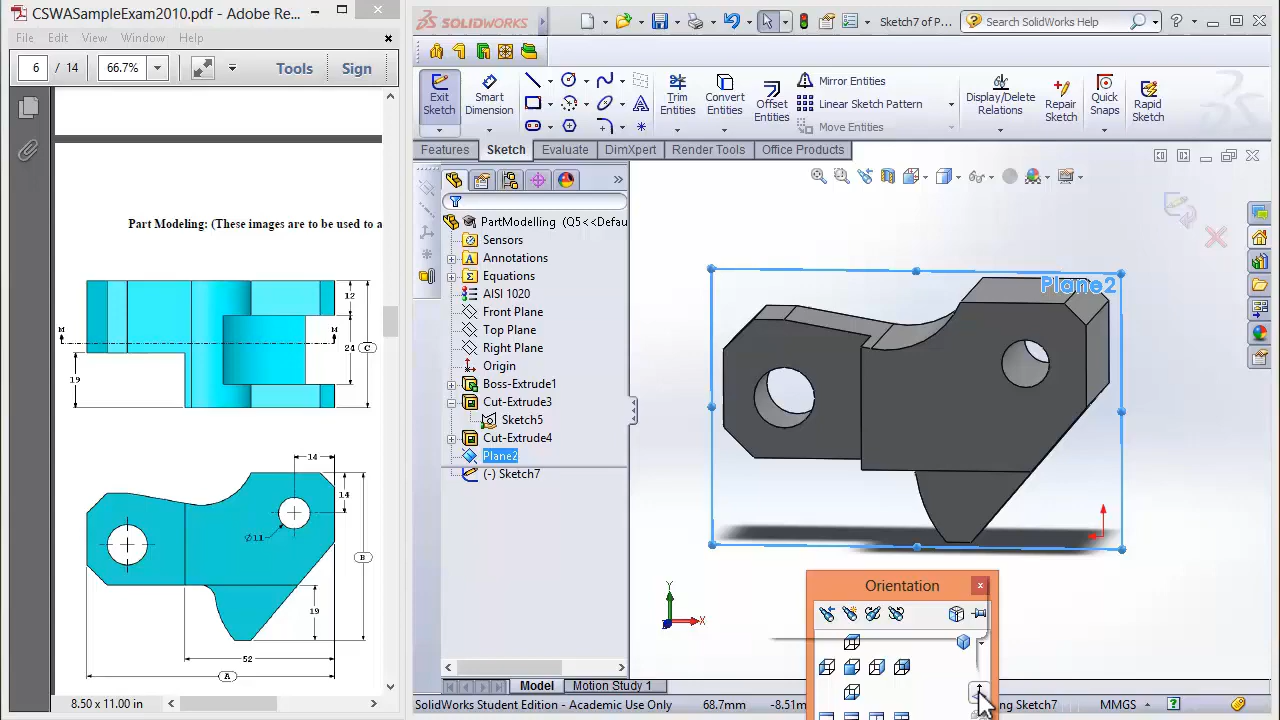 CSWASampleExam2010.pdf - Adobe Re...
File Edit View Window Help
6 / 14 66.7% Tools Sign
Part Modeling: (These images are to be used to a
12
M M
24 C
19
14
14
Ø11
B
19
52
A
8.50 x 11.00 in
SOLIDWORKS
Sketch7 of P...
Search SolidWorks Help
Exit Sketch
Smart Dimension
Trim Entities
Convert Entities
Offset Entities
Mirror Entities
Linear Sketch Pattern
Move Entities
Display/Delete Relations
Repair Sketch
Quick Snaps
Rapid Sketch
Features Sketch Evaluate DimXpert Render Tools Office Products
PartModelling (Q5<<Defau
Sensors
Annotations
Equations
AISI 1020
Front Plane
Top Plane
Right Plane
Origin
Boss-Extrude1
Cut-Extrude3
Sketch5
Cut-Extrude4
Plane2
(-) Sketch7
Plane2
Y
X
Orientation
Model Motion Study 1
SolidWorks Student Edition - Academic Use Only
68.7mm -8.51m
ng Sketch7
MMGS